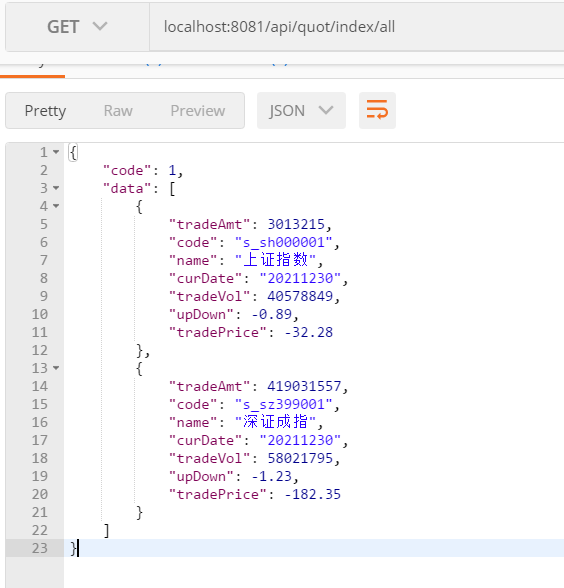 GET localhost:8081/api/quot/index/all
Pretty Raw Preview JSON
1 {
2 "code": 1,
3 "data": [
4 {
5 "tradeAmt": 3013215,
6 "code": "s_sh000001",
7 "name": "上证指数",
8 "curDate": "20211230",
9 "tradeVol": 40578849,
10 "upDown": -0.89,
11 "tradePrice": -32.28
12 },
13 {
14 "tradeAmt": 419031557,
15 "code": "s_sz399001",
16 "name": "深证成指",
17 "curDate": "20211230",
18 "tradeVol": 58021795,
19 "upDown": -1.23,
20 "tradePrice": -182.35
21 }
22 ]
23 }